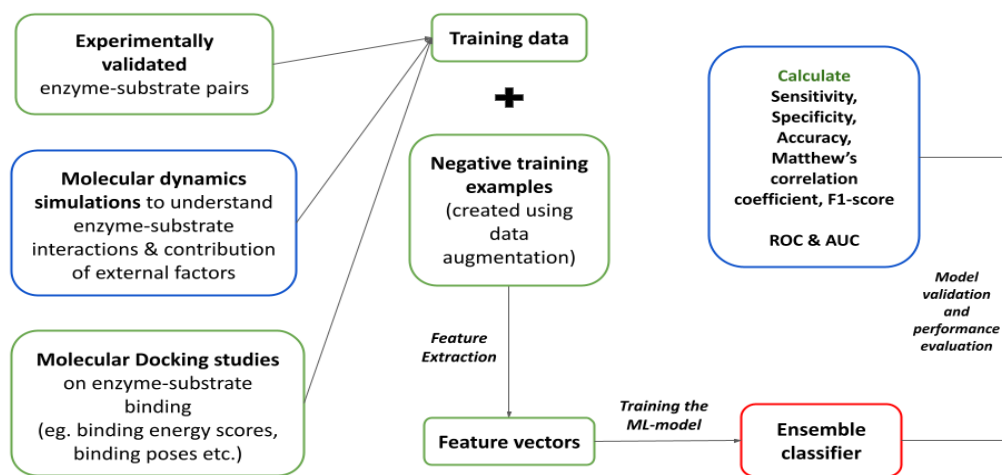 Experimentally
validated
enzyme-substrate pairs
Molecular dynamics
simulations to understand
enzyme-substrate
interactions & contribution
of external factors
Molecular Docking studies
on enzyme-substrate
binding
(eg. binding energy scores,
binding poses etc.)
Training data
+
Negative training
examples
(created using
data
augmentation)
Feature
Extraction
Feature vectors
Training the
ML-model
Ensemble
classifier
Calculate
Sensitivity,
Specificity,
Accuracy,
Matthew's
correlation
coefficient, F1-score
ROC & AUC
Model
validation
and
performance
evaluation